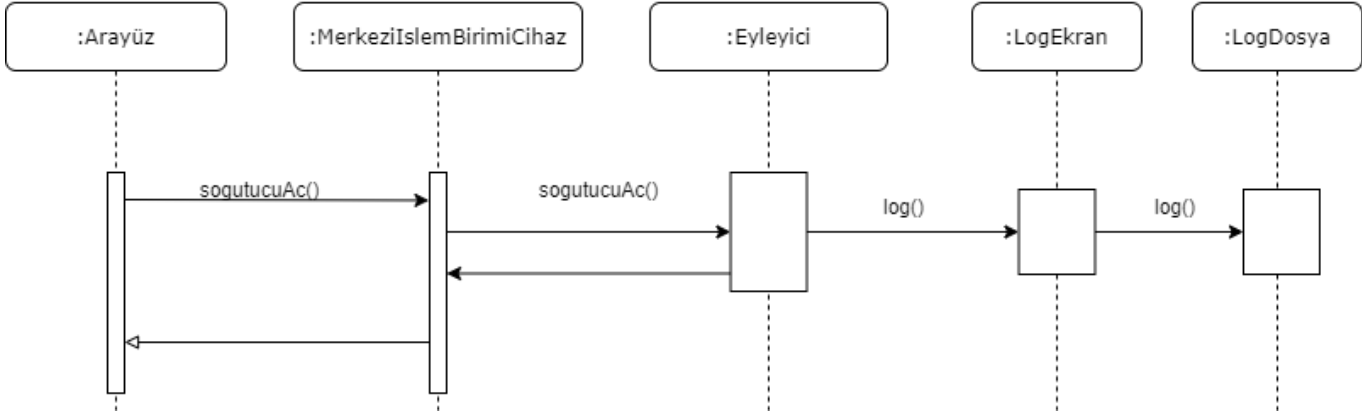 :Arayüz
:MerkeziIslemBirimiCihaz
:Eyleyici
:LogEkran
:LogDosya
sogutucuAc()
sogutucuAc()
log()
log()